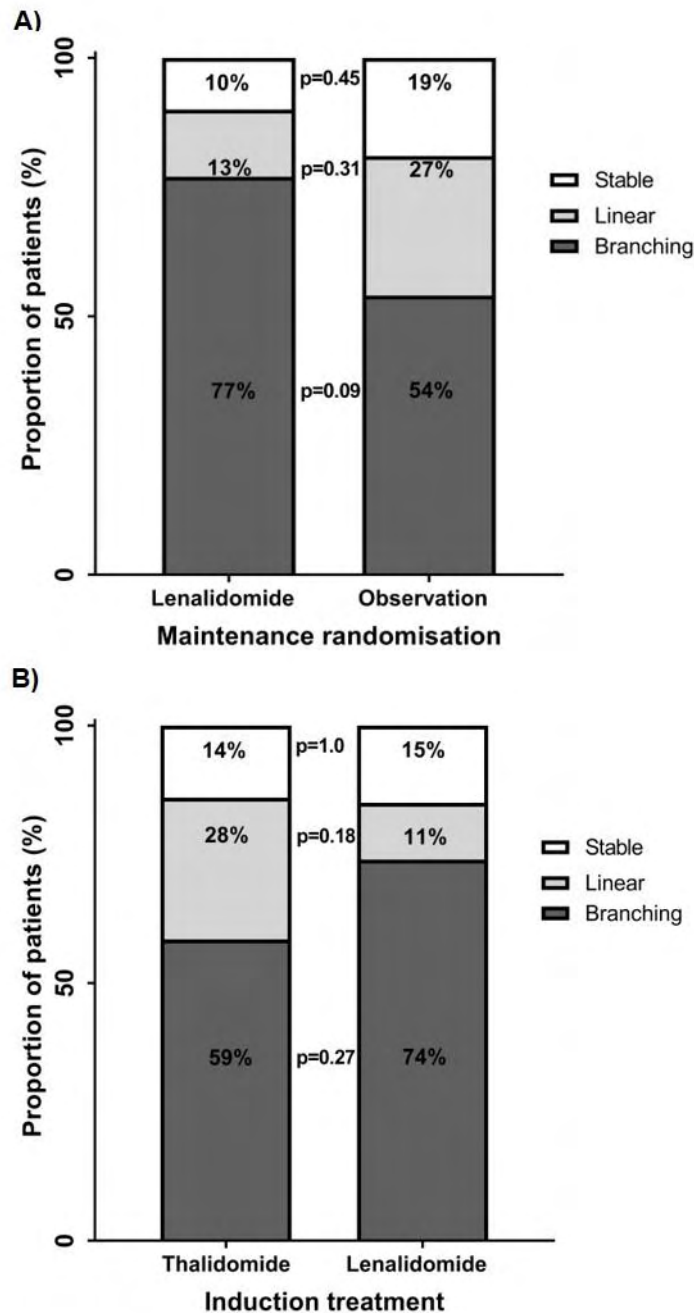 A)
Proportion of patients (%)
100
50
0
10%
p=0.45
19%
13%
p=0.31
27%
77%
p=0.09
54%
Stable
Linear
Branching
Lenalidomide
Observation
Maintenance randomisation
B)
Proportion of patients (%)
100
50
0
14%
p=1.0
15%
28%
p=0.18
11%
59%
p=0.27
74%
Stable
Linear
Branching
Thalidomide
Lenalidomide
Induction treatment